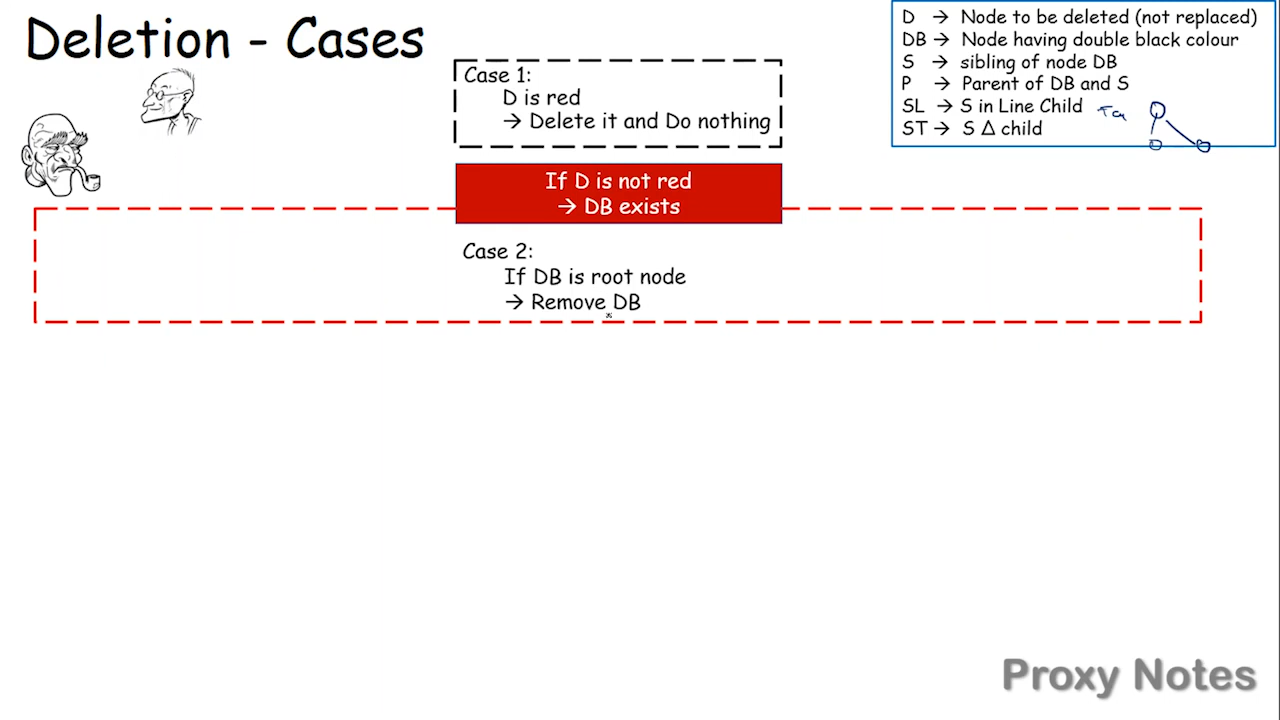 Deletion - Cases
D → Node to be deleted (not replaced)
DB → Node having double black colour
S → sibling of node DB
P → Parent of DB and S
SL → S in Line Child
ST → S Δ child
Case 1:
D is red
→ Delete it and Do nothing
If D is not red
→ DB exists
Case 2:
If DB is root node
→ Remove DB
Proxy Notes